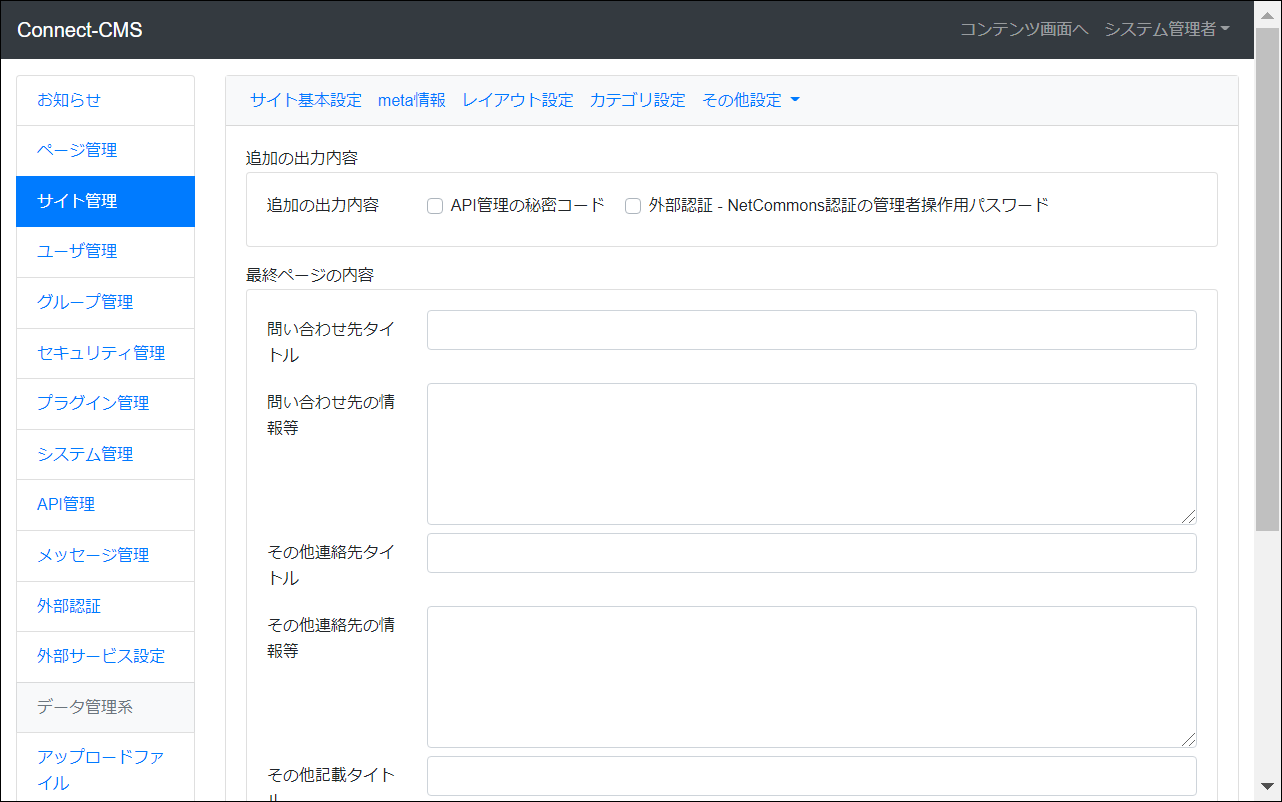 Connect-CMS
コンテンツ画面へ システム管理者
お知らせ
ページ管理
サイト管理
ユーザ管理
グループ管理
セキュリティ管理
プラグイン管理
システム管理
API管理
メッセージ管理
外部認証
外部サービス設定
データ管理系
アップロードファ
イル
サイト基本設定 meta情報 レイアウト設定 カテゴリ設定 その他設定
追加の出力内容
追加の出力内容 API管理の秘密コード 外部認証 - NetCommons認証の管理者操作用パスワード
最終ページの内容
問い合わせ先タイ
トル
問い合わせ先の情
報等
その他連絡先タイ
トル
その他連絡先の情
報等
その他記載タイト
ル